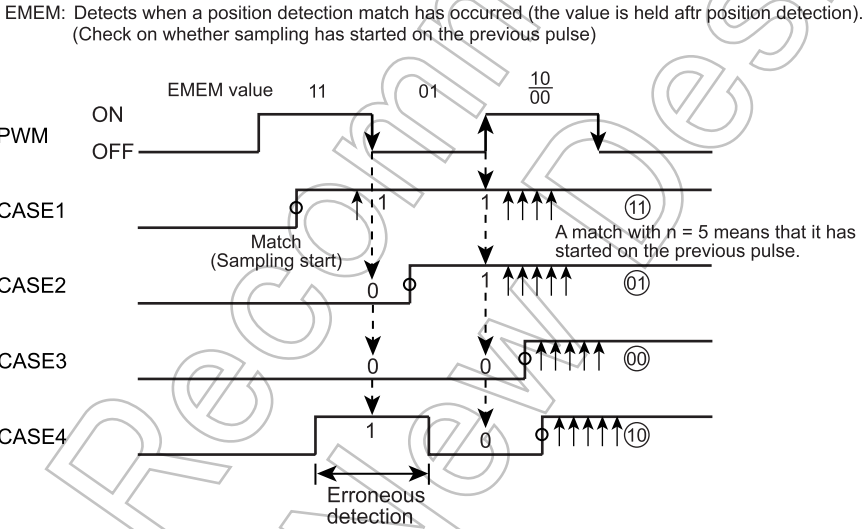 EMEM: Detects when a position detection match has occurred (the value is held aftr position detection).
(Check on whether sampling has started on the previous pulse)
EMEM value 11 01 10
00
ON
PWM
OFF
CASE1 1 1 11
Match
(Sampling start)
A match with n = 5 means that it has
started on the previous pulse.
CASE2 0 1 01
CASE3 0 0 00
CASE4 1 0 10
Erroneous
detection